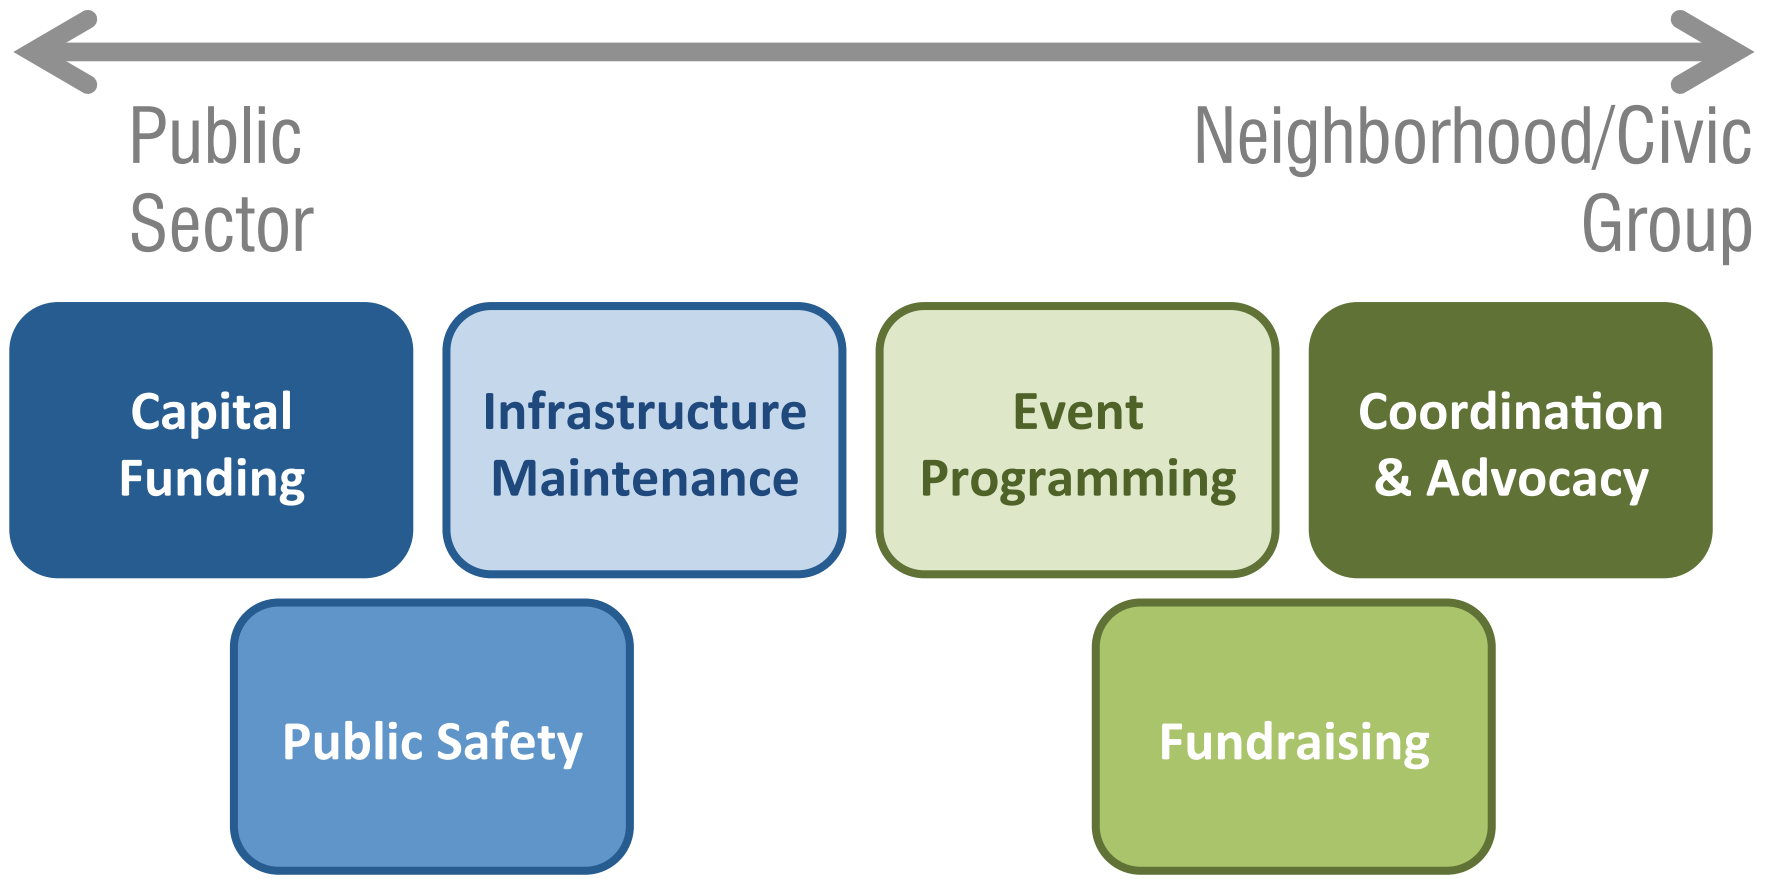 Public
Sector
Neighborhood/Civic
Group
Capital
Funding
Infrastructure
Maintenance
Event
Programming
Coordination
& Advocacy
Public Safety
Fundraising